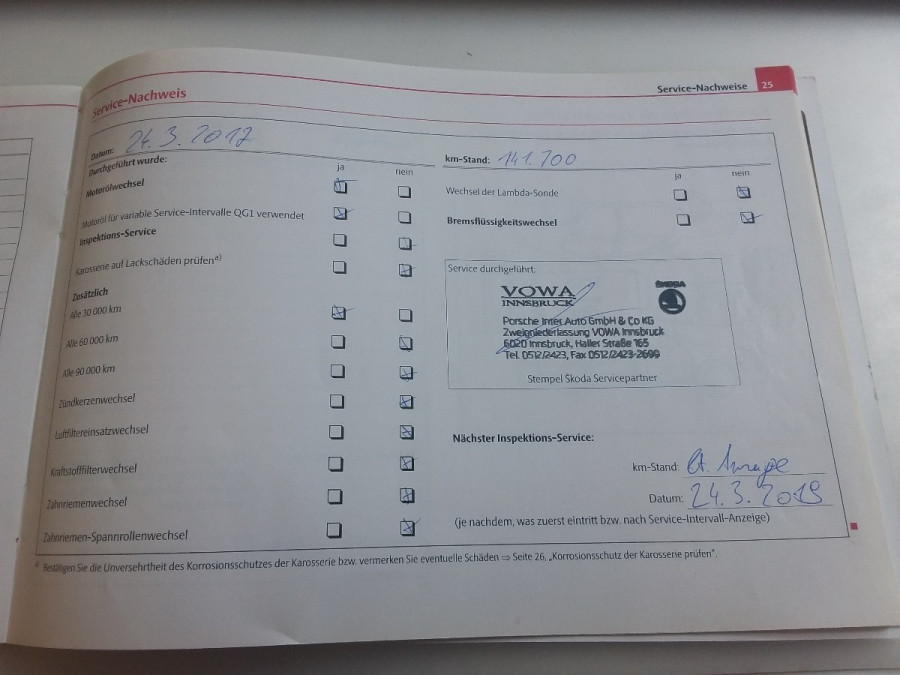 Service-Nachweise 25
Service-Nachweis
Datum: 24.3.2017
km-Stand: 141.700
Durchgeführt wurde:
ja nein
Motorölwechsel
Motoröl für variable Service-Intervalle QG1 verwendet
Inspektions-Service
Karosserie auf Lackschäden prüfen a)
Zusätzlich
Alle 30 000 km
Alle 60 000 km
Alle 90 000 km
Zündkerzenwechsel
Luftfiltereinsatzwechsel
Kraftstofffilterwechsel
Zahnriemenwechsel
Zahnriemen-Spannrollenwechsel
ja nein
Wechsel der Lambda-Sonde
Bremsflüssigkeitswechsel
Service durchgeführt:
VOWA
INNSBRUCK
ŠKODA
Porsche Inter Auto GmbH & Co KG
Zweigniederlassung VOWA Innsbruck
6020 Innsbruck, Haller Straße 165
Tel. 0512/2423, Fax 0512/2423-2699
Stempel Škoda Servicepartner
Nächster Inspektions-Service:
km-Stand: lt. Anzeige
Datum: 24.3.2019
(je nachdem, was zuerst eintritt bzw. nach Service-Intervall-Anzeige)
a) Bestätigen Sie die Unversehrtheit des Korrosionsschutzes der Karosserie bzw. vermerken Sie eventuelle Schäden ⇒ Seite 26, „Korrosionsschutz der Karosserie prüfen".